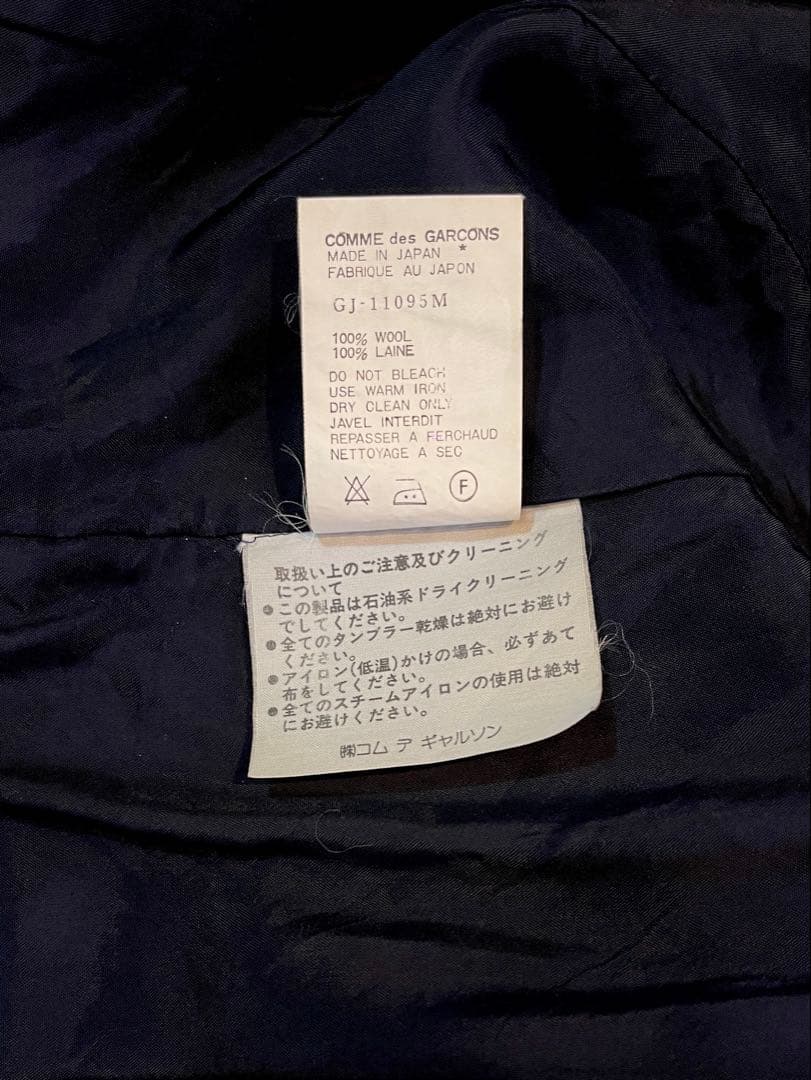 COMME des GARCONS
MADE IN JAPAN *
FABRIQUE AU JAPON
GJ-11095M
100% WOOL
100% LAINE
DO NOT BLEACH
USE WARM IRON
DRY CLEAN ONLY
JAVEL INTERDIT
REPASSER A FERCHAUD
NETTOYAGE A SEC
F
取扱い上のご注意及びクリーニング
について
●この製品は石油系ドライクリーニング
でしてください。
●全てのタンブラー乾燥は絶対にお避け
ください。
●アイロン(低温)かけの場合、必ずあて
布をしてください。
●全てのスチームアイロンの使用は絶対
にお避けください。
㈱コム デ ギャルソン